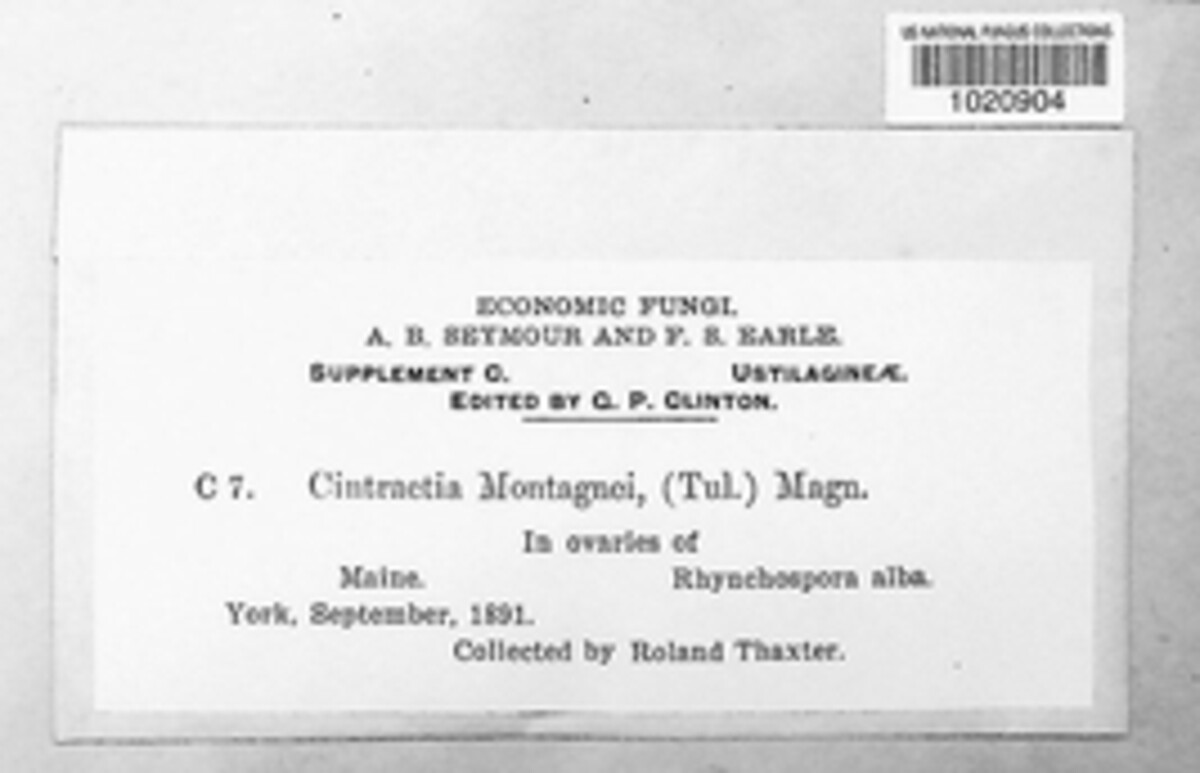 US NATIONAL FUNGUS COLLECTIONS
1020904
ECONOMIC FUNGI.
A. B. SEYMOUR AND F. S. EARLE.
SUPPLEMENT C. USTILAGINEÆ.
EDITED BY G. P. CLINTON.
C 7. Cintractia Montagnei, (Tul.) Magn.
In ovaries of
Maine. Rhynchospora alba.
York, September, 1891.
Collected by Roland Thaxter.